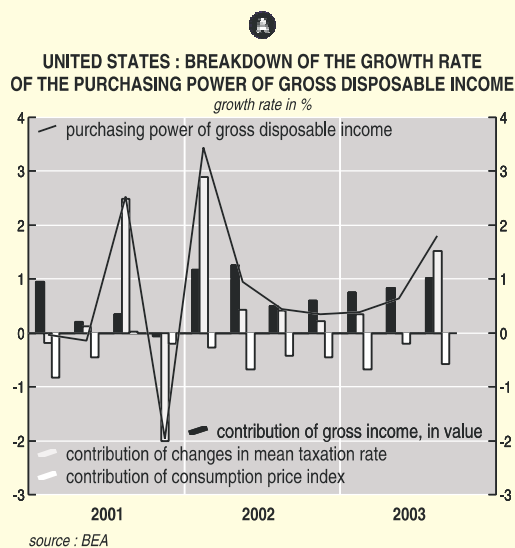 A
UNITED STATES : BREAKDOWN OF THE GROWTH RATE
OF THE PURCHASING POWER OF GROSS DISPOSABLE INCOME
growth rate in %
4 4
purchasing power of gross disposable income
3 3
2 2
1 1
0 0
-1 -1
contribution of gross income, in value
-2 -2
contribution of changes in mean taxation rate
contribution of consumption price index
-3 -3
2001 2002 2003
source : BEA